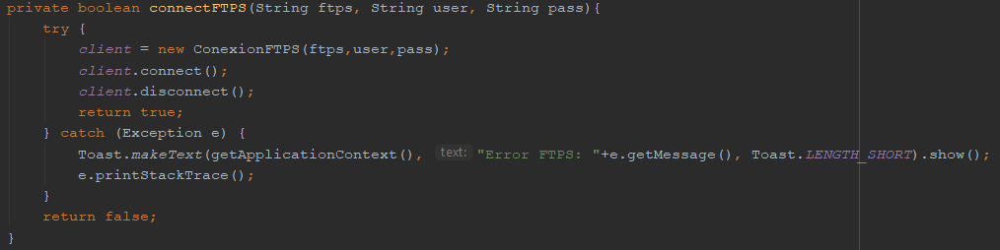 private boolean connectFTPS(String ftps, String user, String pass){
try {
client = new ConexionFTPS(ftps,user,pass);
client.connect();
client.disconnect();
return true;
} catch (Exception e) {
Toast.makeText(getApplicationContext(), text: "Error FTPS: "+e.getMessage(), Toast.LENGTH_SHORT).show();
e.printStackTrace();
}
return false;
}